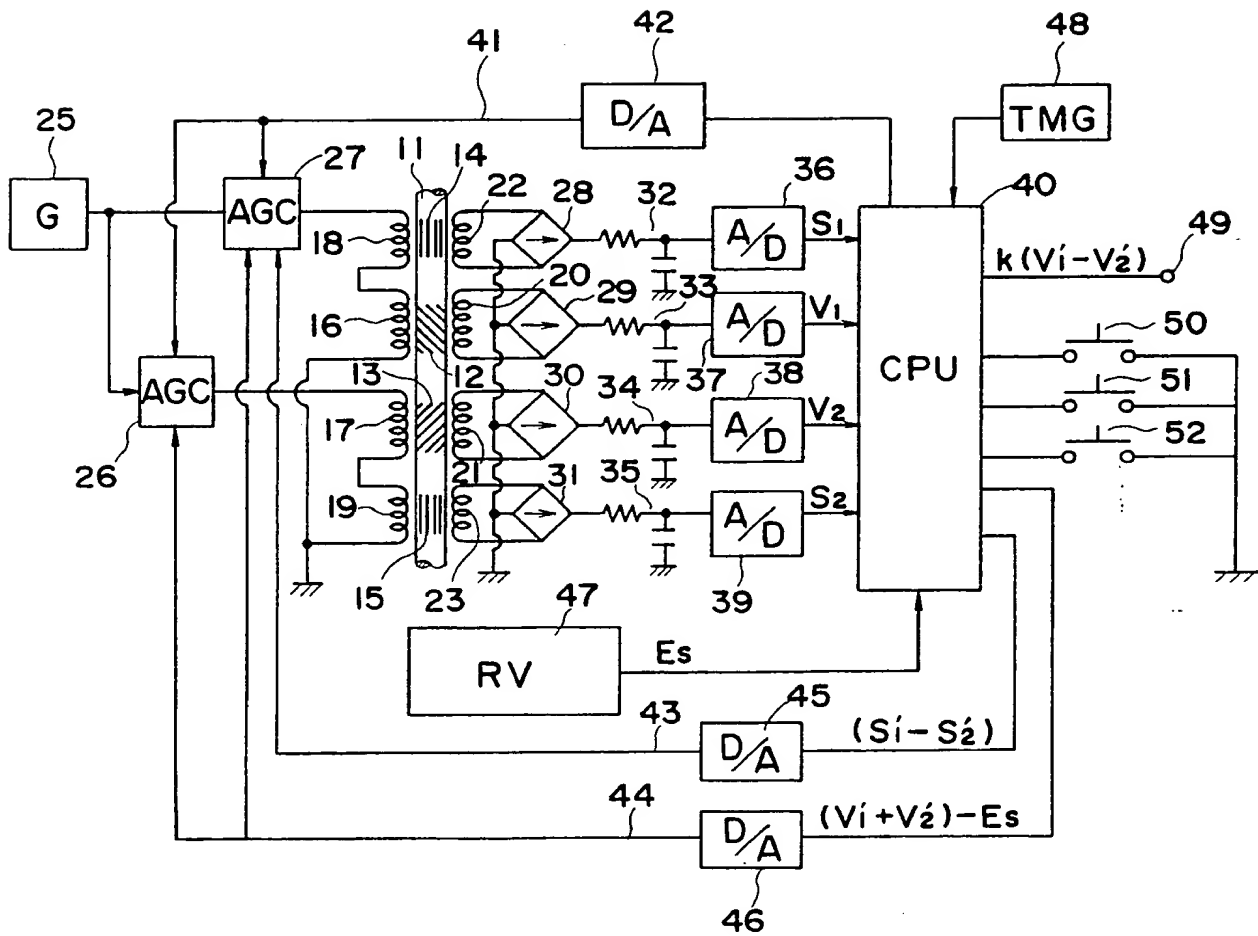 41
42
48
25
27
11
14
D/A
TMG
G
AGC
22
28
32
36
40
18
A/D
S1
49
k(V1'−V2')
20
29
33
16
A/D
V1
50
13
12
30
37
38
CPU
51
AGC
34
A/D
V2
52
26
17
21
31
35
19
A/D
S2
15
23
47
39
RV
Es
45
43
D/A
(S1'−S2')
44
D/A
(V1'+V2')−Es
46